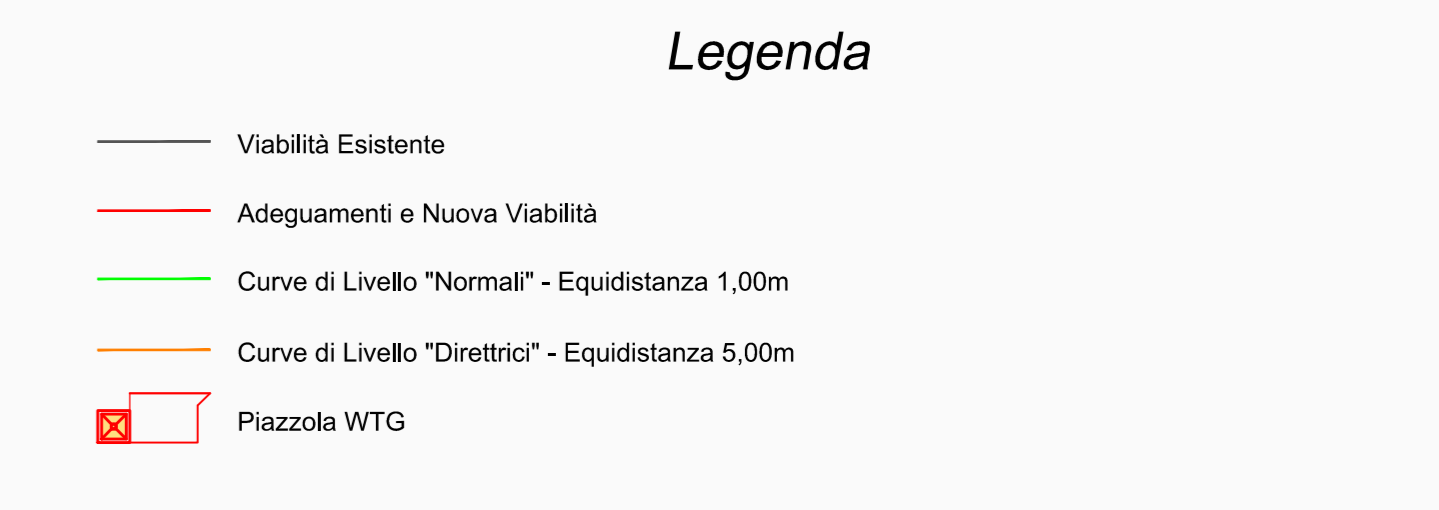 Legenda
Viabilità Esistente
Adeguamenti e Nuova Viabilità
Curve di Livello "Normali" - Equidistanza 1,00m
Curve di Livello "Direttrici" - Equidistanza 5,00m
Piazzola WTG